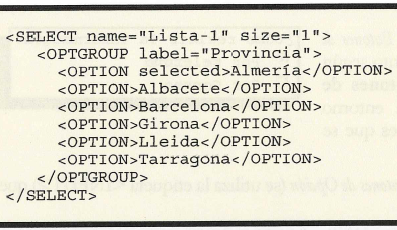 <SELECT name="Lista-1" size="1">
<OPTGROUP label="Provincia">
<OPTION selected>Almería</OPTION>
<OPTION>Albacete</OPTION>
<OPTION>Barcelona</OPTION>
<OPTION>Girona</OPTION>
<OPTION>Lleida</OPTION>
<OPTION>Tarragona</OPTION>
</OPTGROUP>
</SELECT>